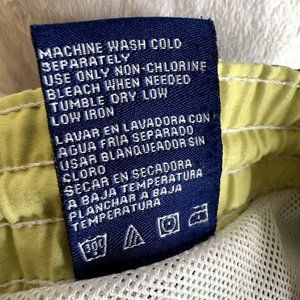 MACHINE WASH COLD
SEPARATELY
USE ONLY NON-CHLORINE
BLEACH WHEN NEEDED
TUMBLE DRY LOW
LOW IRON
LAVAR EN LAVADORA CON
AGUA FRIA SEPARADO
USAR BLANQUEADOR SIN
CLORO
SECAR EN SECADORA
A BAJA TEMPERATURA
PLANCHAR A BAJA
TEMPERATURA
30C